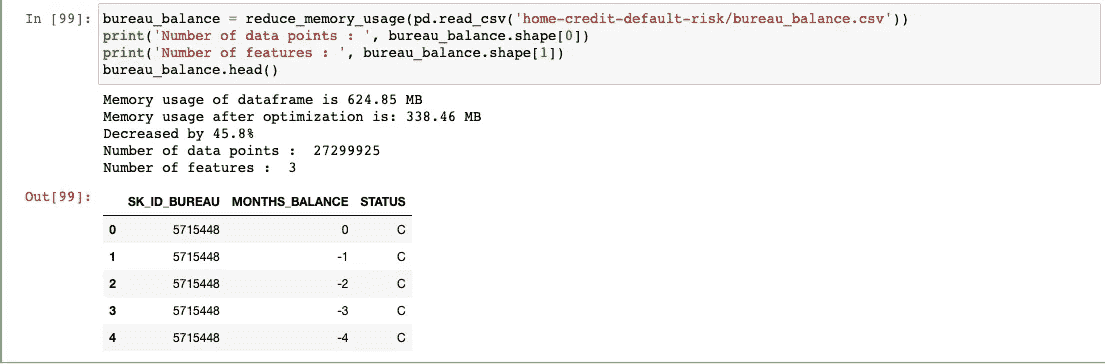 In [99]: bureau_balance = reduce_memory_usage(pd.read_csv('home-credit-default-risk/bureau_balance.csv'))
print('Number of data points : ', bureau_balance.shape[0])
print('Number of features : ', bureau_balance.shape[1])
bureau_balance.head()
Memory usage of dataframe is 624.85 MB
Memory usage after optimization is: 338.46 MB
Decreased by 45.8%
Number of data points :  27299925
Number of features :  3
Out[99]:
SK_ID_BUREAU MONTHS_BALANCE STATUS
0 5715448 0 C
1 5715448 -1 C
2 5715448 -2 C
3 5715448 -3 C
4 5715448 -4 C